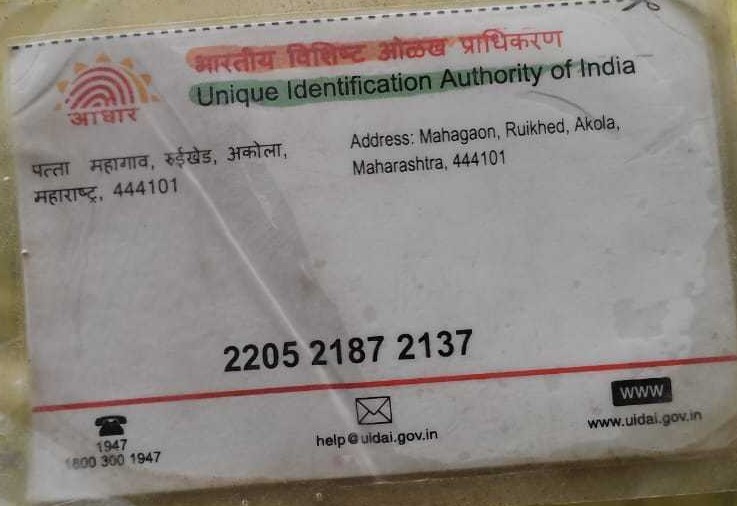 भारतीय विशिष्ट ओळख प्राधिकरण
Unique Identification Authority of India
आधार
पत्ता महागाव, रुईखेड, अकोला,
महाराष्ट्र, 444101
Address: Mahagaon, Ruikhed, Akola,
Maharashtra, 444101
2205 2187 2137
1947
1800 300 1947
help@uidai.gov.in
WWW
www.uidai.gov.in